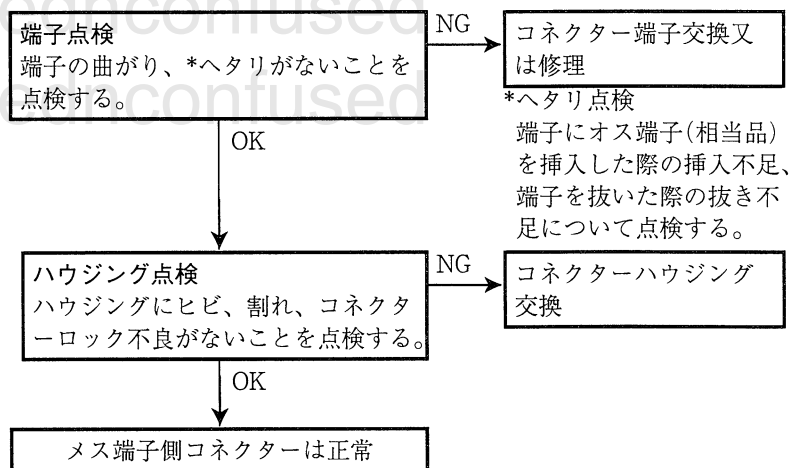 ednconfused
ednconfused
端子点検
端子の曲がり、*ヘタリがないことを
点検する。
NG
コネクター端子交換又
は修理
*ヘタリ点検
端子にオス端子(相当品)
を挿入した際の挿入不足、
端子を抜いた際の抜き不
足について点検する。
OK
ハウジング点検
ハウジングにヒビ、割れ、コネクタ
ーロック不良がないことを点検する。
NG
コネクターハウジング
交換
OK
メス端子側コネクターは正常